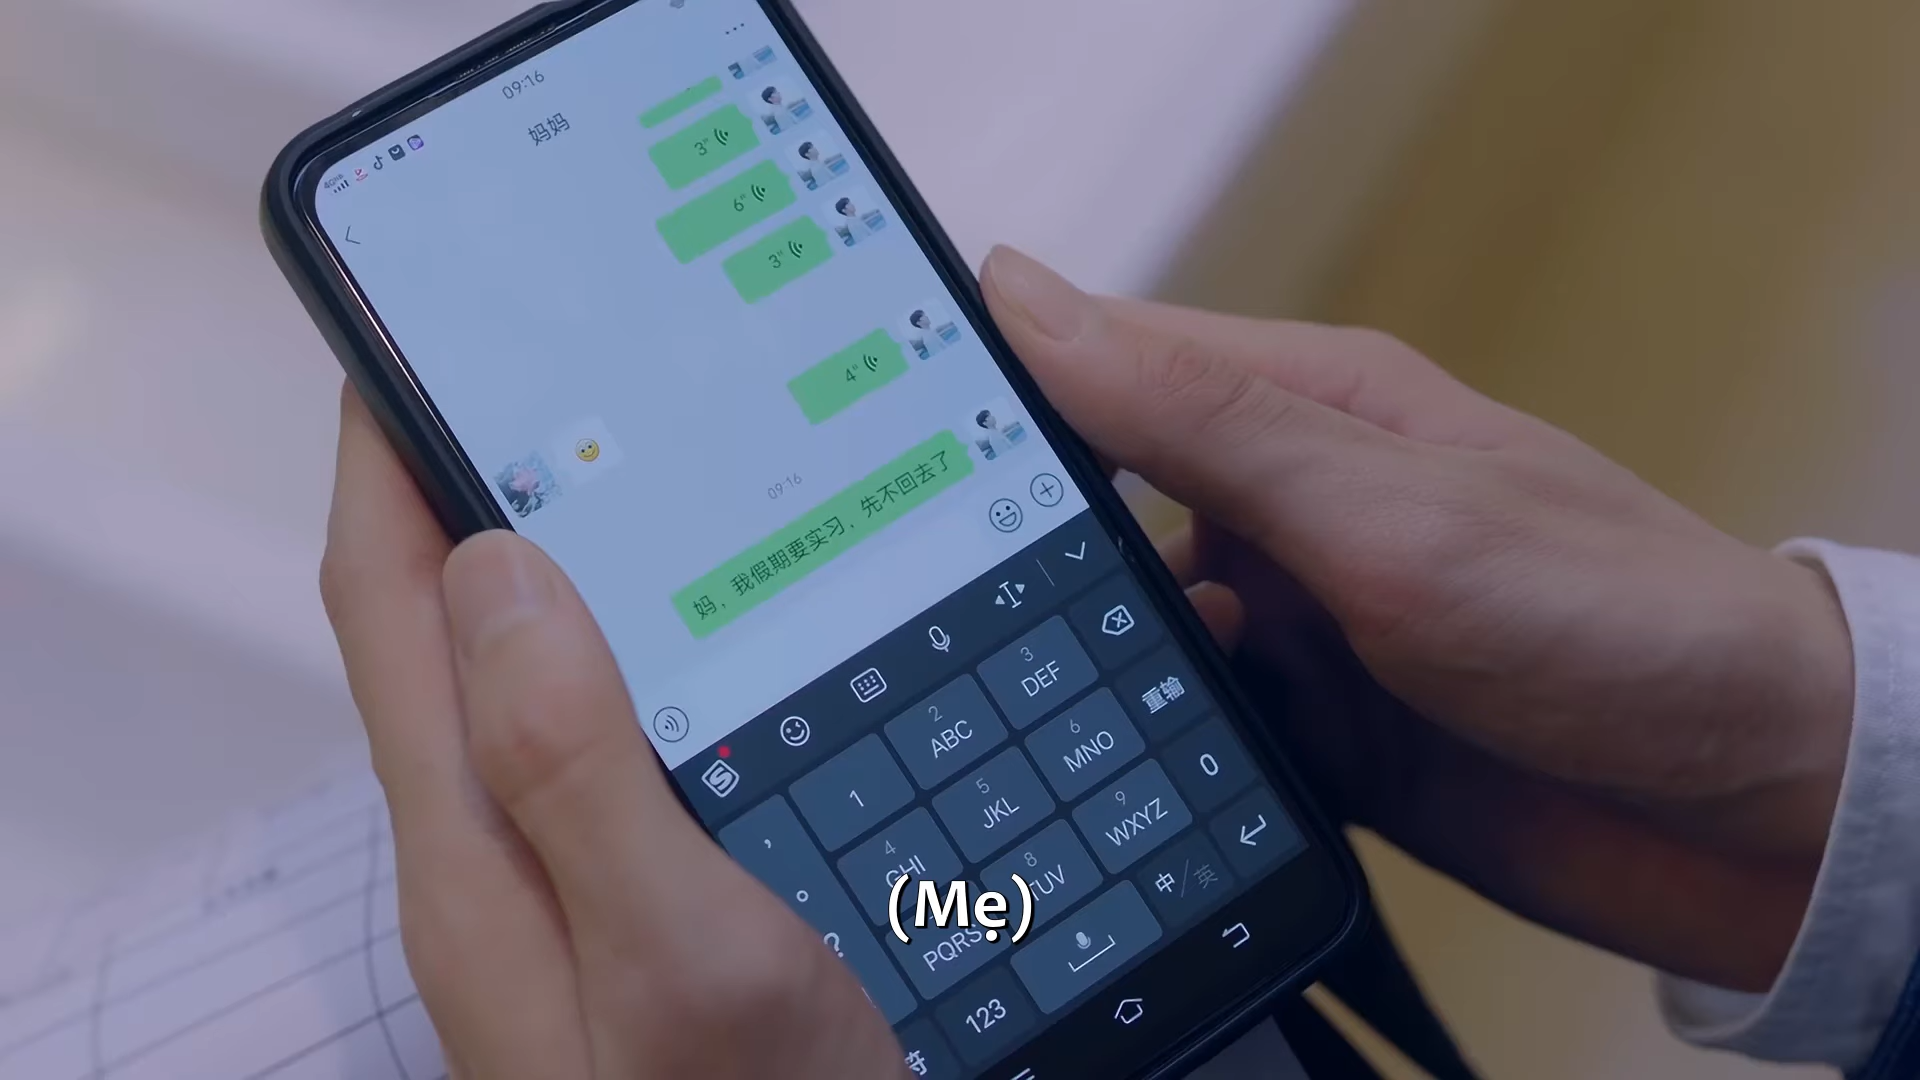 09:16
4G
妈妈
3"
6"
3"
4"
09:16
妈，我假期要实习，先不回去了
1
2 ABC
3 DEF
重输
4 GHI
5 JKL
6 MNO
0
PQRS
8 TUV
9 WXYZ
中/英
，
。
?
符
123
(Mẹ)